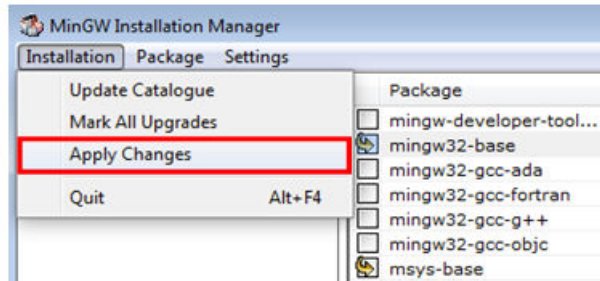 MinGW Installation Manager
Installation Package Settings
Update Catalogue
Mark All Upgrades
Apply Changes
Quit Alt+F4
Package
mingw-developer-tool...
mingw32-base
mingw32-gcc-ada
mingw32-gcc-fortran
mingw32-gcc-g++
mingw32-gcc-objc
msys-base